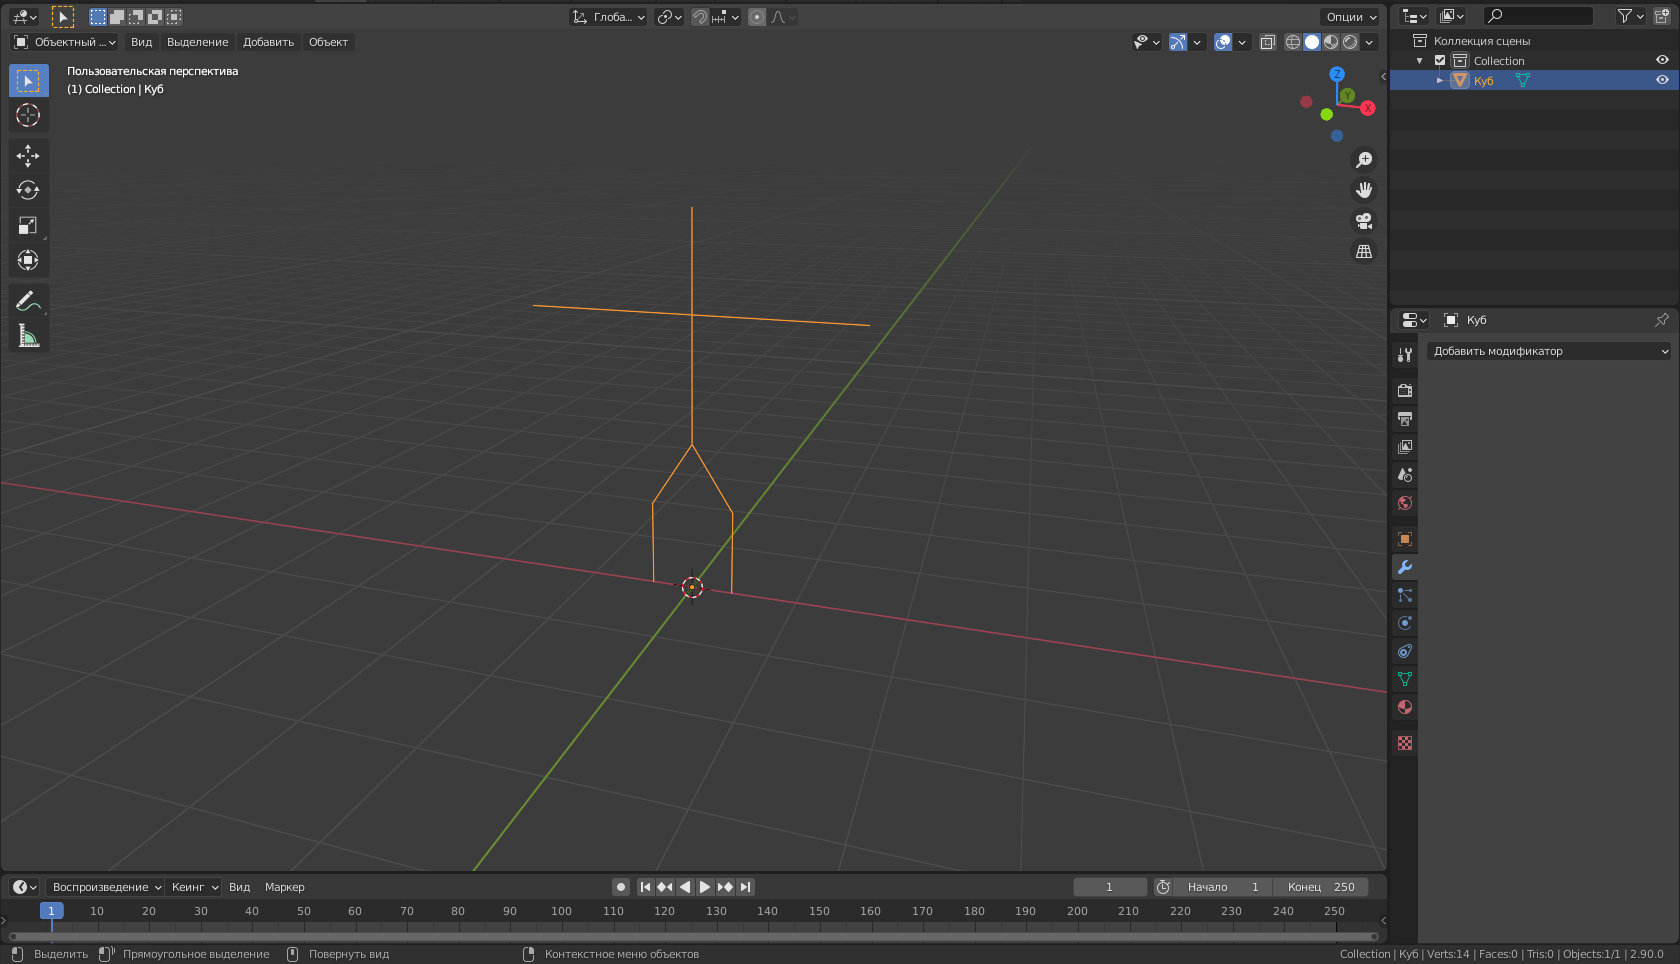 Глоба...
Опции
Объектный ...
Вид
Выделение
Добавить
Объект
Пользовательская перспектива
(1) Collection | Куб
Z
Y
X
Коллекция сцены
Collection
Куб
Куб
Добавить модификатор
Воспроизведение
Кеинг
Вид
Маркер
1
Начало 1
Конец 250
1 10 20 30 40 50 60 70 80 90 100 110 120 130 140 150 160 170 180 190 200 210 220 230 240 250
Выделить
Прямоугольное выделение
Повернуть вид
Контекстное меню объектов
Collection | Куб | Verts:14 | Faces:0 | Tris:0 | Objects:1/1 | 2.90.0